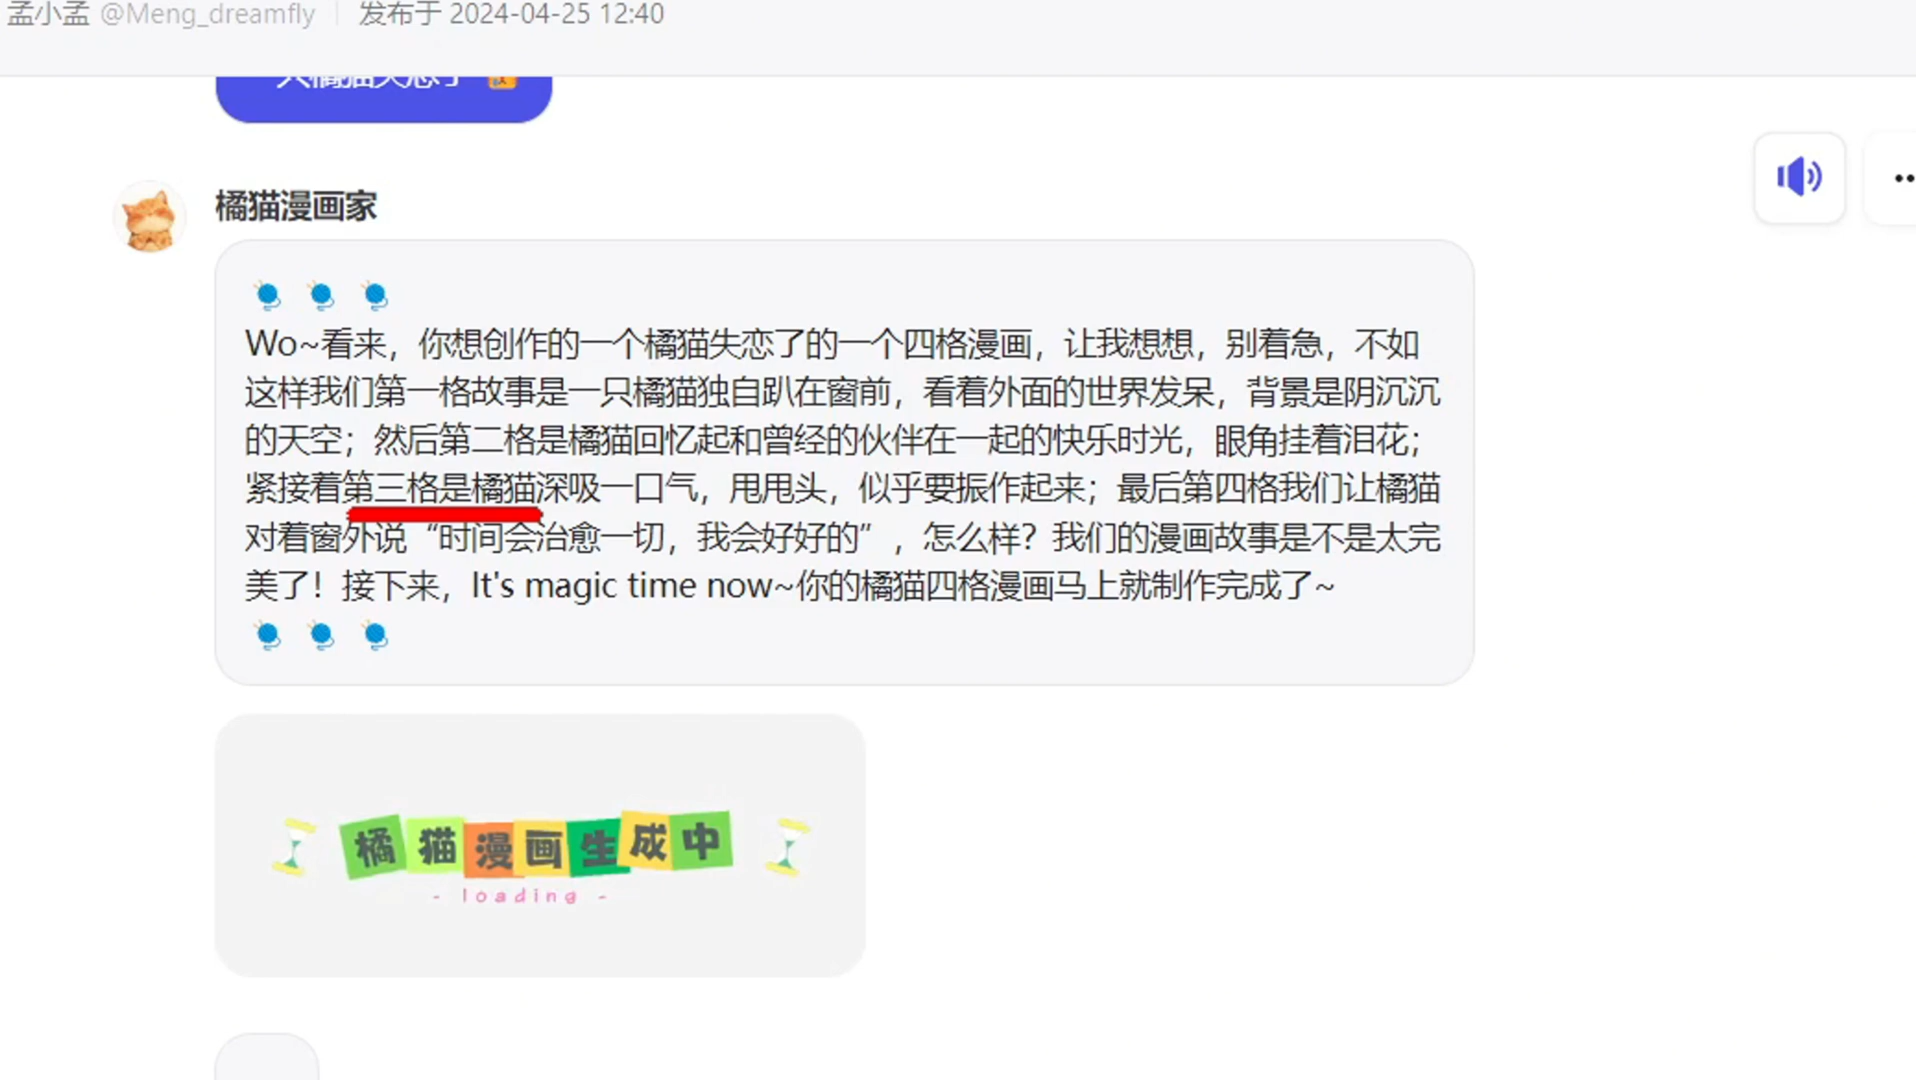 孟小孟 @Meng_dreamfly 发布于 2024-04-25 12:40
一只橘猫失恋了
橘猫漫画家
Wo~看来，你想创作的一个橘猫失恋了的一个四格漫画，让我想想，别着急，不如
这样我们第一格故事是一只橘猫独自趴在窗前，看着外面的世界发呆，背景是阴沉沉
的天空；然后第二格是橘猫回忆起和曾经的伙伴在一起的快乐时光，眼角挂着泪花；
紧接着第三格是橘猫深吸一口气，甩甩头，似乎要振作起来；最后第四格我们让橘猫
对着窗外说“时间会治愈一切，我会好好的”，怎么样？我们的漫画故事是不是太完
美了！接下来，It's magic time now~你的橘猫四格漫画马上就制作完成了~
橘猫漫画生成中
- loading -